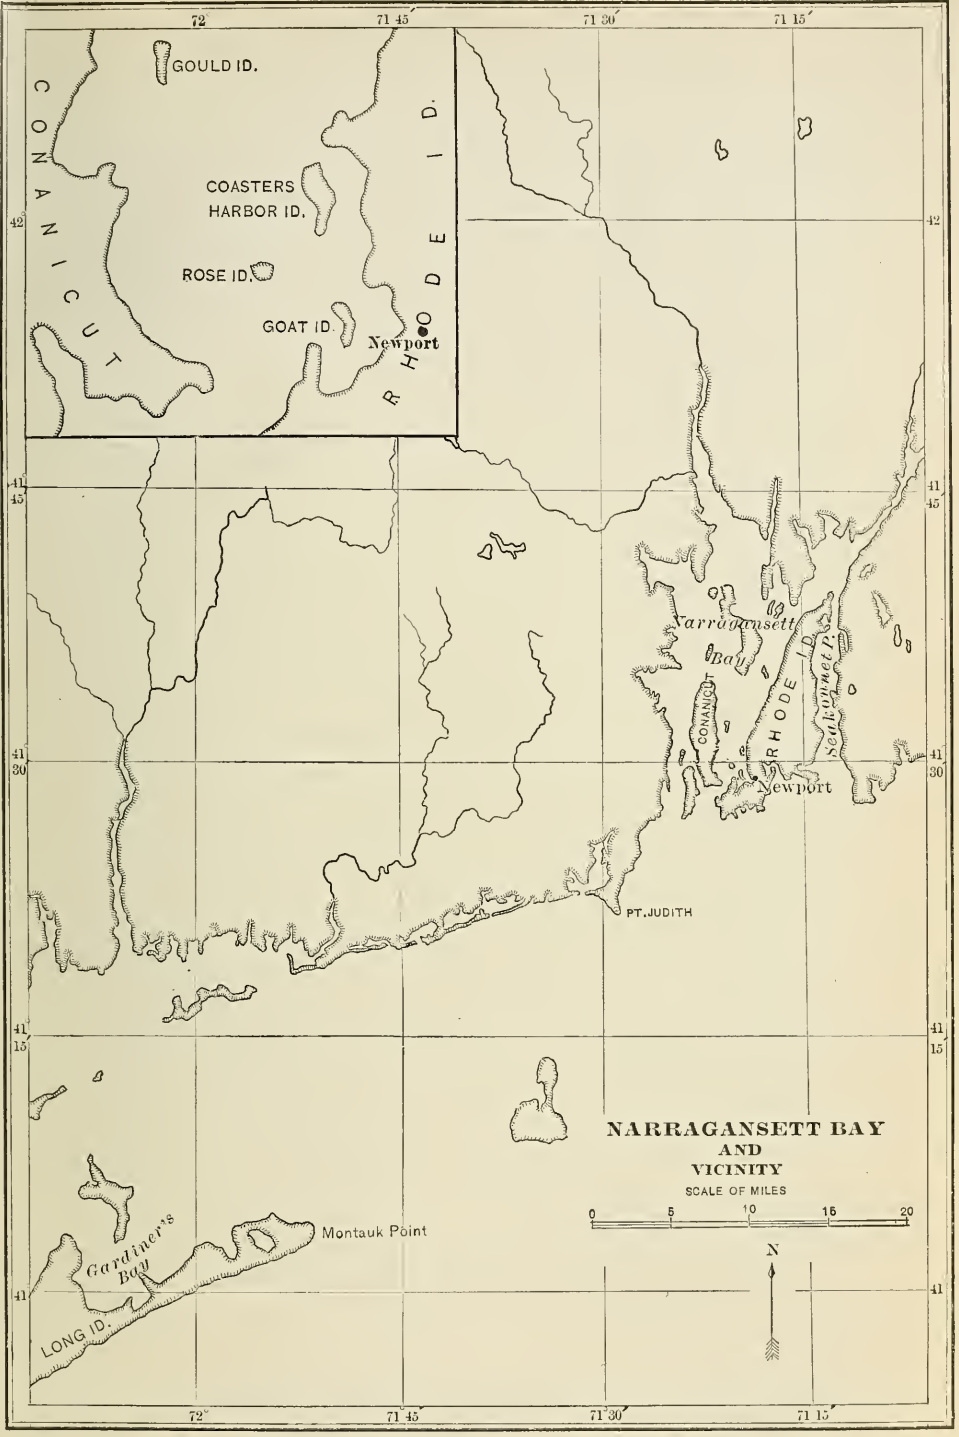 72° 71 45′ 71 30′ 71 15′
GOULD ID.
CONANICUT
COASTERS
HARBOR ID.
ROSE ID.
GOAT ID.
Newport
RHODE ID.
42° 42
41 45′ 41 45′
Narragansett
Bay
CONANICUT
RHODE ID.
Seakonnet P.
41 30 41 30
Newport
PT. JUDITH
41 15′ 41 15′
NARRAGANSETT BAY
AND
VICINITY
SCALE OF MILES
0 5 10 15 20
N
Montauk Point
Gardiner's
Bay
LONG ID.
41 41
72° 71 45′ 71°30′ 71 15′